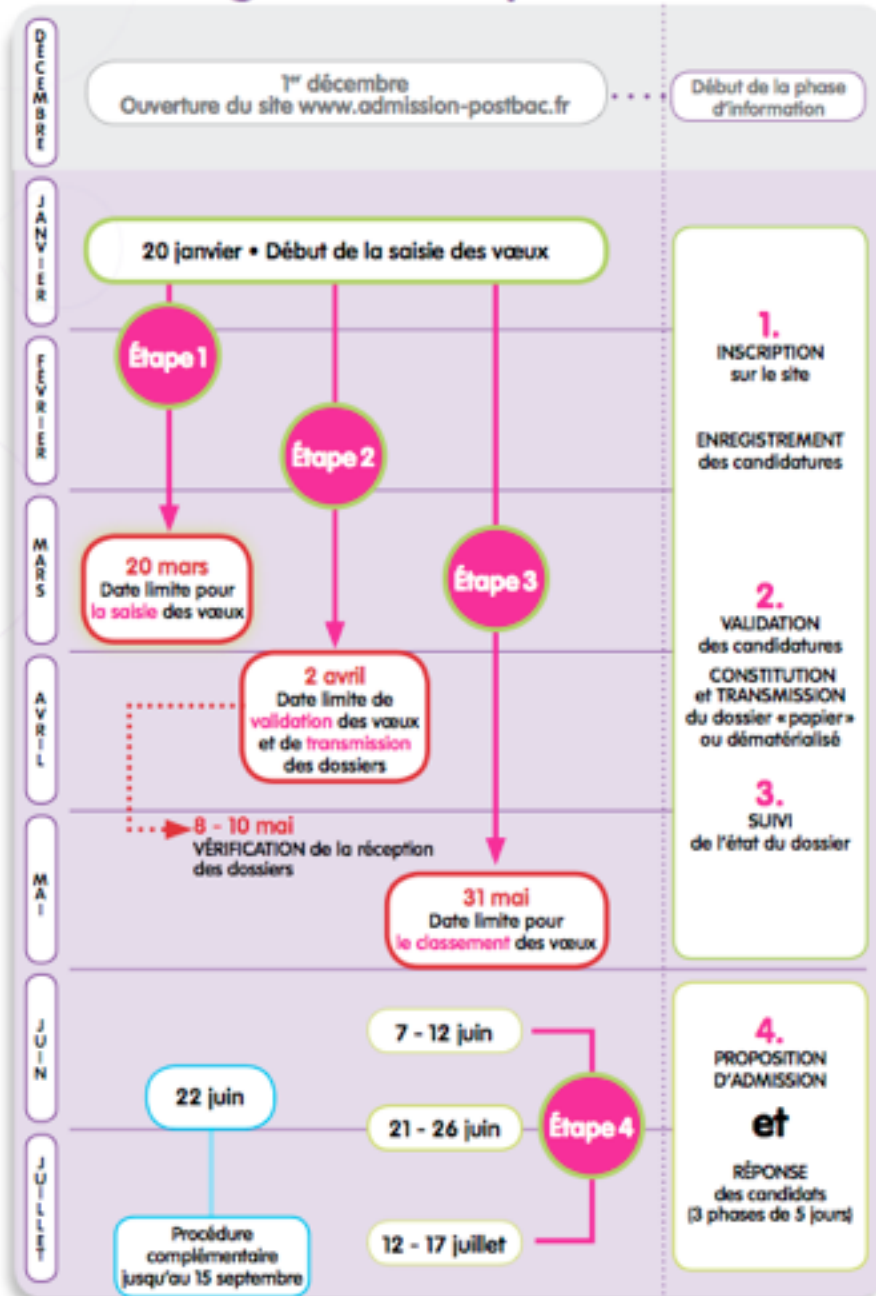 DÉCEMBRE
1er décembre
Ouverture du site www.admission-postbac.fr
Début de la phase
d'information
JANVIER
20 janvier • Début de la saisie des vœux
Étape 1
1.
INSCRIPTION
sur le site
FÉVRIER
Étape 2
ENREGISTREMENT
des candidatures
MARS
20 mars
Date limite pour
la saisie des vœux
Étape 3
2.
VALIDATION
des candidatures
CONSTITUTION
et TRANSMISSION
du dossier «papier»
ou dématérialisé
AVRIL
2 avril
Date limite de
validation des vœux
et de transmission
des dossiers
3.
SUIVI
de l'état du dossier
MAI
8 - 10 mai
VÉRIFICATION de la réception
des dossiers
31 mai
Date limite pour
le classement des vœux
JUIN
7 - 12 juin
22 juin
21 - 26 juin
Étape 4
4.
PROPOSITION
D'ADMISSION
et
RÉPONSE
des candidats
(3 phases de 5 jours)
JUILLET
12 - 17 juillet
Procédure
complémentaire
jusqu'au 15 septembre